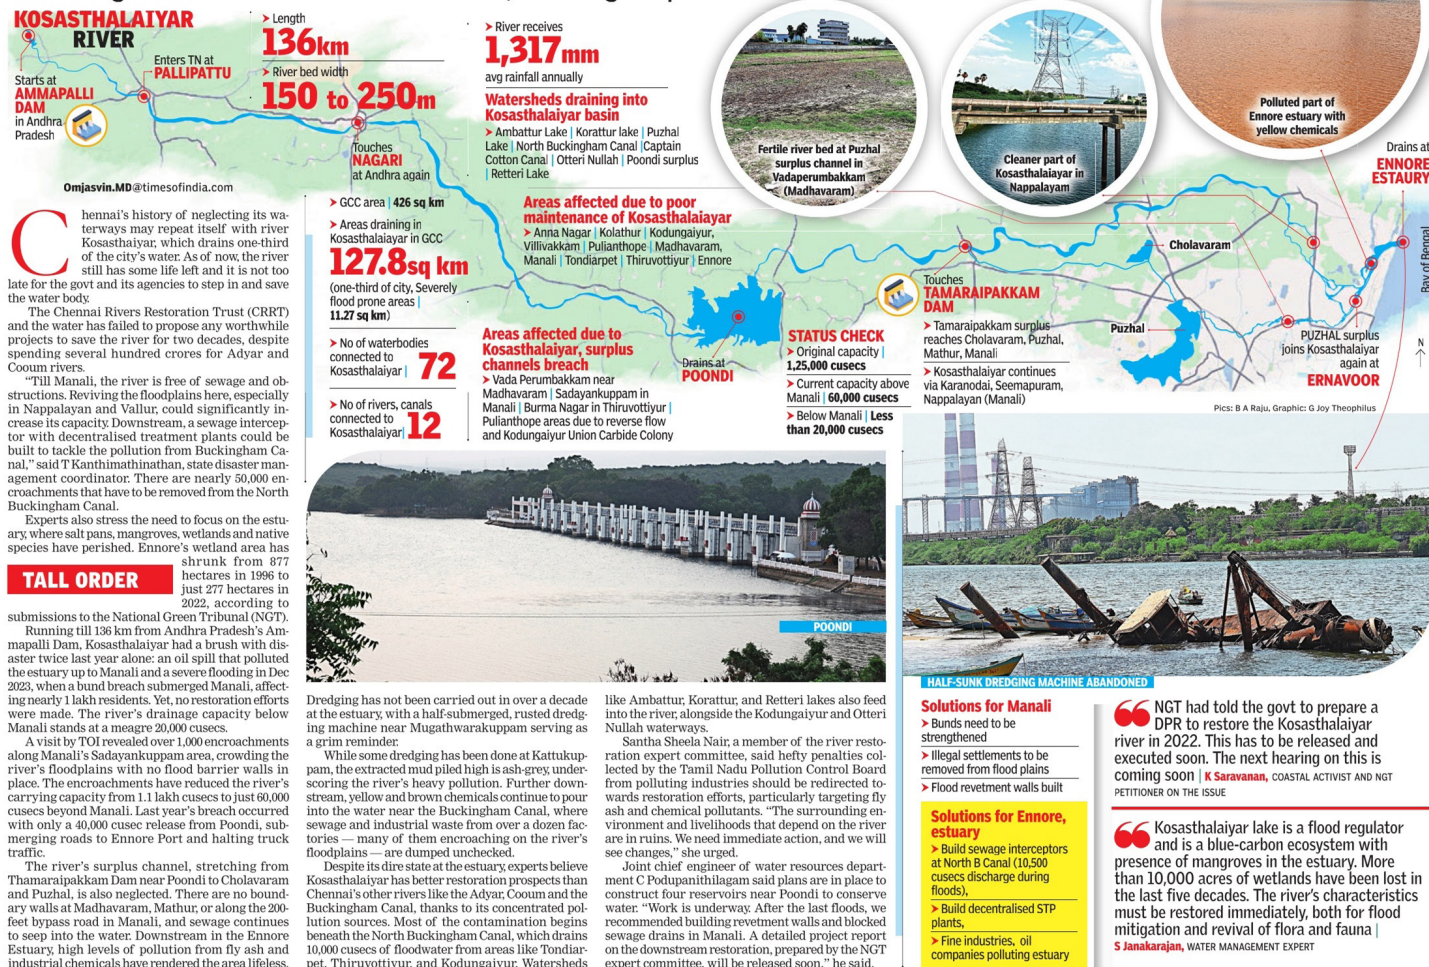 KOSASTHALAIYAR
RIVER
Starts at
AMMAPALLI
DAM
in Andhra
Pradesh
Enters TN at
PALLIPATTU
➤ Length
136km
➤ River bed width
150 to 250m
Touches
NAGARI
at Andhra again
➤ River receives
1,317mm
avg rainfall annually
Watersheds draining into
Kosasthalaiyar basin
➤ Ambattur Lake | Korattur lake | Puzhal
Lake | North Buckingham Canal |Captain
Cotton Canal | Otteri Nullah | Poondi surplus
| Retteri Lake
Fertile river bed at Puzhal
surplus channel in
Vadaperumbakkam
(Madhavaram)
Cleaner part of
Kosasthalaiayar in
Nappalayam
Polluted part of
Ennore estuary with
yellow chemicals
Drains at
ENNORE
ESTAURY
Bay of Bengal
N
Omjasvin.MD@timesofindia.com
Chennai's history of neglecting its wa-
terways may repeat itself with river
Kosasthaiyar, which drains one-third
of the city's water. As of now, the river
still has some life left and it is not too
late for the govt and its agencies to step in and save
the water body.
The Chennai Rivers Restoration Trust (CRRT)
and the water has failed to propose any worthwhile
projects to save the river for two decades, despite
spending several hundred crores for Adyar and
Cooum rivers.
"Till Manali, the river is free of sewage and ob-
structions. Reviving the floodplains here, especially
in Nappalayan and Vallur, could significantly in-
crease its capacity. Downstream, a sewage intercep-
tor with decentralised treatment plants could be
built to tackle the pollution from Buckingham Ca-
nal," said T Kanthimathinathan, state disaster man-
agement coordinator. There are nearly 50,000 en-
croachments that have to be removed from the North
Buckingham Canal.
Experts also stress the need to focus on the estu-
ary, where salt pans, mangroves, wetlands and native
species have perished. Ennore's wetland area has
shrunk from 877
hectares in 1996 to
just 277 hectares in
2022, according to
TALL ORDER
submissions to the National Green Tribunal (NGT).
Running till 136 km from Andhra Pradesh's Am-
mapalli Dam, Kosasthalaiyar had a brush with dis-
aster twice last year alone: an oil spill that polluted
the estuary up to Manali and a severe flooding in Dec
2023, when a bund breach submerged Manali, affect-
ing nearly 1 lakh residents. Yet, no restoration efforts
were made. The river's drainage capacity below
Manali stands at a meagre 20,000 cusecs.
A visit by TOI revealed over 1,000 encroachments
along Manali's Sadayankuppam area, crowding the
river's floodplains with no flood barrier walls in
place. The encroachments have reduced the river's
carrying capacity from 1.1 lakh cusecs to just 60,000
cusecs beyond Manali. Last year's breach occurred
with only a 40,000 cusec release from Poondi, sub-
merging roads to Ennore Port and halting truck
traffic.
The river's surplus channel, stretching from
Thamaraipakkam Dam near Poondi to Cholavaram
and Puzhal, is also neglected. There are no bound-
ary walls at Madhavaram, Mathur, or along the 200-
feet bypass road in Manali, and sewage continues
to seep into the water. Downstream in the Ennore
Estuary, high levels of pollution from fly ash and
industrial chemicals have rendered the area lifeless.
➤ GCC area | 426 sq km
➤ Areas draining in
Kosasthalaiayar in GCC
127.8sq km
(one-third of city, Severely
flood prone areas |
11.27 sq km)
➤ No of waterbodies
connected to
Kosasthalaiyar | 72
➤ No of rivers, canals
connected to
Kosasthalaiyar| 12
Areas affected due to poor
maintenance of Kosasthalaiayar
➤ Anna Nagar | Kolathur | Kodungaiyur,
Villivakkam | Pulianthope | Madhavaram,
Manali | Tondiarpet | Thiruvottiyur | Ennore
Areas affected due to
Kosasthalaiyar, surplus
channels breach
➤ Vada Perumbakkam near
Madhavaram | Sadayankuppam in
Manali | Burma Nagar in Thiruvottiyur |
Pulianthope areas due to reverse flow
and Kodungaiyur Union Carbide Colony
Drains at
POONDI
STATUS CHECK
➤ Original capacity |
1,25,000 cusecs
➤ Current capacity above
Manali | 60,000 cusecs
➤ Below Manali | Less
than 20,000 cusecs
Touches
TAMARAIPAKKAM
DAM
➤ Tamaraipakkam surplus
reaches Cholavaram, Puzhal,
Mathur, Manali
➤ Kosasthalaiyar continues
via Karanodai, Seemapuram,
Nappalayan (Manali)
Cholavaram
Puzhal
PUZHAL surplus
joins Kosasthalaiyar
again at
ERNAVOOR
Pics: B A Raju, Graphic: G Joy Theophilus
POONDI
HALF-SUNK DREDGING MACHINE ABANDONED
Dredging has not been carried out in over a decade
at the estuary, with a half-submerged, rusted dredg-
ing machine near Mugathwarakuppam serving as
a grim reminder.
While some dredging has been done at Kattukup-
pam, the extracted mud piled high is ash-grey, under-
scoring the river's heavy pollution. Further down-
stream, yellow and brown chemicals continue to pour
into the water near the Buckingham Canal, where
sewage and industrial waste from over a dozen fac-
tories — many of them encroaching on the river's
floodplains — are dumped unchecked.
Despite its dire state at the estuary, experts believe
Kosasthalaiyar has better restoration prospects than
Chennai's other rivers like the Adyar, Cooum and the
Buckingham Canal, thanks to its concentrated pol-
lution sources. Most of the contamination begins
beneath the North Buckingham Canal, which drains
10,000 cusecs of floodwater from areas like Tondiar-
pet, Thiruvottiyur, and Kodungaiyur. Watersheds
like Ambattur, Korattur, and Retteri lakes also feed
into the river, alongside the Kodungaiyur and Otteri
Nullah waterways.
Santha Sheela Nair, a member of the river resto-
ration expert committee, said hefty penalties col-
lected by the Tamil Nadu Pollution Control Board
from polluting industries should be redirected to-
wards restoration efforts, particularly targeting fly
ash and chemical pollutants. "The surrounding en-
vironment and livelihoods that depend on the river
are in ruins. We need immediate action, and we will
see changes," she urged.
Joint chief engineer of water resources depart-
ment C Podupanithilagam said plans are in place to
construct four reservoirs near Poondi to conserve
water. "Work is underway. After the last floods, we
recommended building revetment walls and blocked
sewage drains in Manali. A detailed project report
on the downstream restoration, prepared by the NGT
expert committee, will be released soon," he said.
Solutions for Manali
➤ Bunds need to be
strengthened
➤ Illegal settlements to be
removed from flood plains
➤ Flood revetment walls built
Solutions for Ennore,
estuary
➤ Build sewage interceptors
at North B Canal (10,500
cusecs discharge during
floods),
➤ Build decentralised STP
plants,
➤ Fine industries, oil
companies polluting estuary
“ NGT had told the govt to prepare a
DPR to restore the Kosasthalaiyar
river in 2022. This has to be released and
executed soon. The next hearing on this is
coming soon | K Saravanan, COASTAL ACTIVIST AND NGT
PETITIONER ON THE ISSUE
“ Kosasthalaiyar lake is a flood regulator
and is a blue-carbon ecosystem with
presence of mangroves in the estuary. More
than 10,000 acres of wetlands have been lost in
the last five decades. The river's characteristics
must be restored immediately, both for flood
mitigation and revival of flora and fauna |
S Janakarajan, WATER MANAGEMENT EXPERT